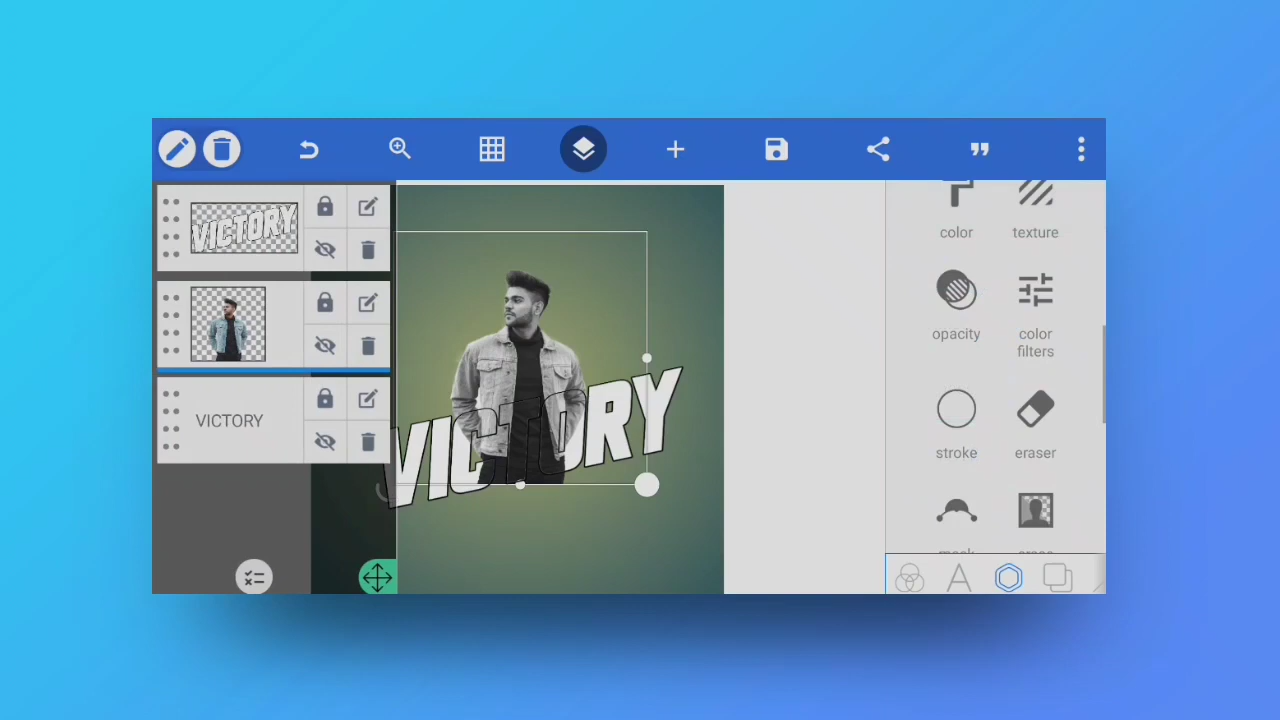 VICTORY
VICTORY
VICTORY
color
texture
opacity
color
filters
stroke
eraser